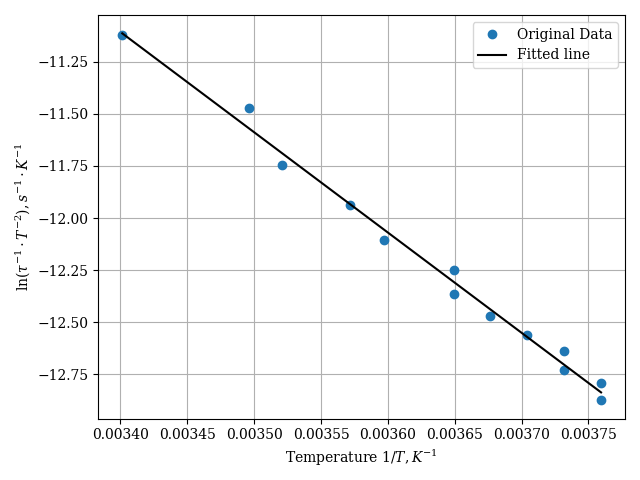 Original Data
Fitted line
−11.25
−11.50
−11.75
−12.00
−12.25
−12.50
−12.75
ln(τ⁻¹ · T⁻²), s⁻¹ · K⁻¹
0.00340 0.00345 0.00350 0.00355 0.00360 0.00365 0.00370 0.00375
Temperature 1/T, K⁻¹